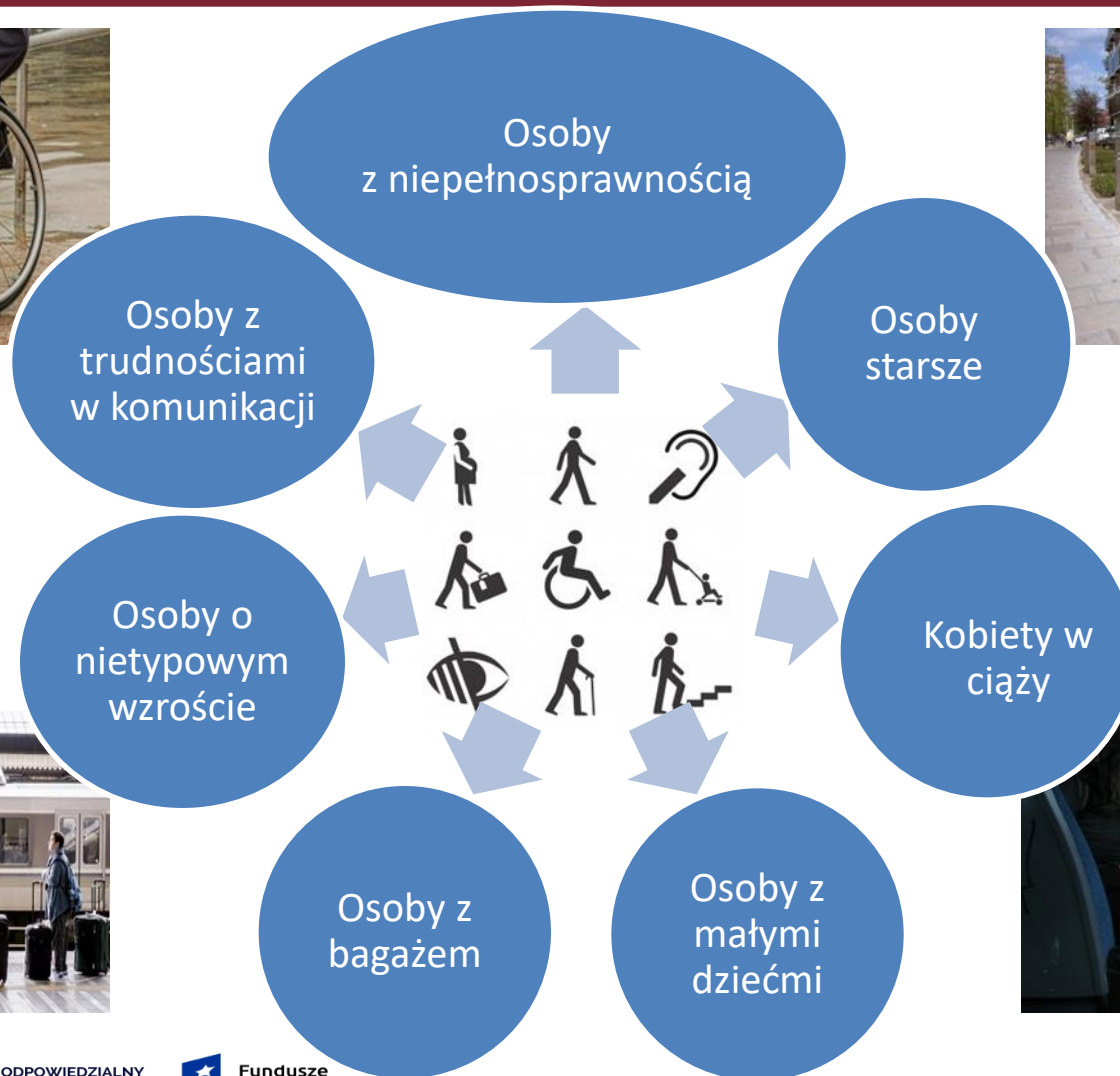 Osoby
z niepełnosprawnością
Osoby z
trudnościami
w komunikacji
Osoby
starsze
Osoby o
nietypowym
wzroście
Kobiety w
ciąży
Osoby z
bagażem
Osoby z
małymi
dziećmi
ODPOWIEDZIALNY
Fundusze